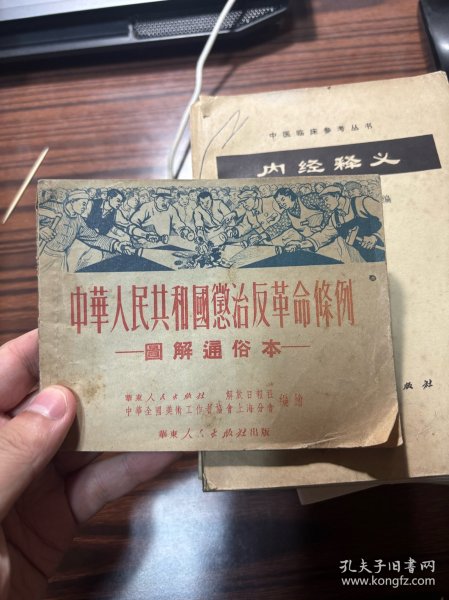 中医临床参考丛书
内经释义
编
出版社
中華人民共和國懲治反革命條例
—圖解通俗本—
華東人民出版社 解放日報社
中華全國美術工作者協會上海分會 編繪
華東人民出版社出版
孔夫子旧书网
www.kongfz.com